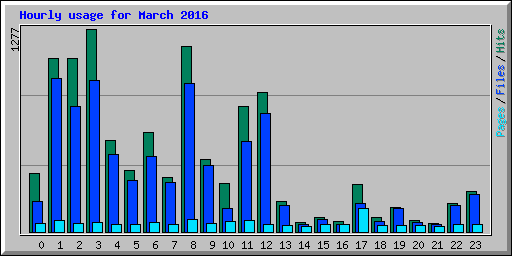 Hourly usage for March 2016
1277
Pages/Files/Hits
0 1 2 3 4 5 6 7 8 9 10 11 12 13 14 15 16 17 18 19 20 21 22 23